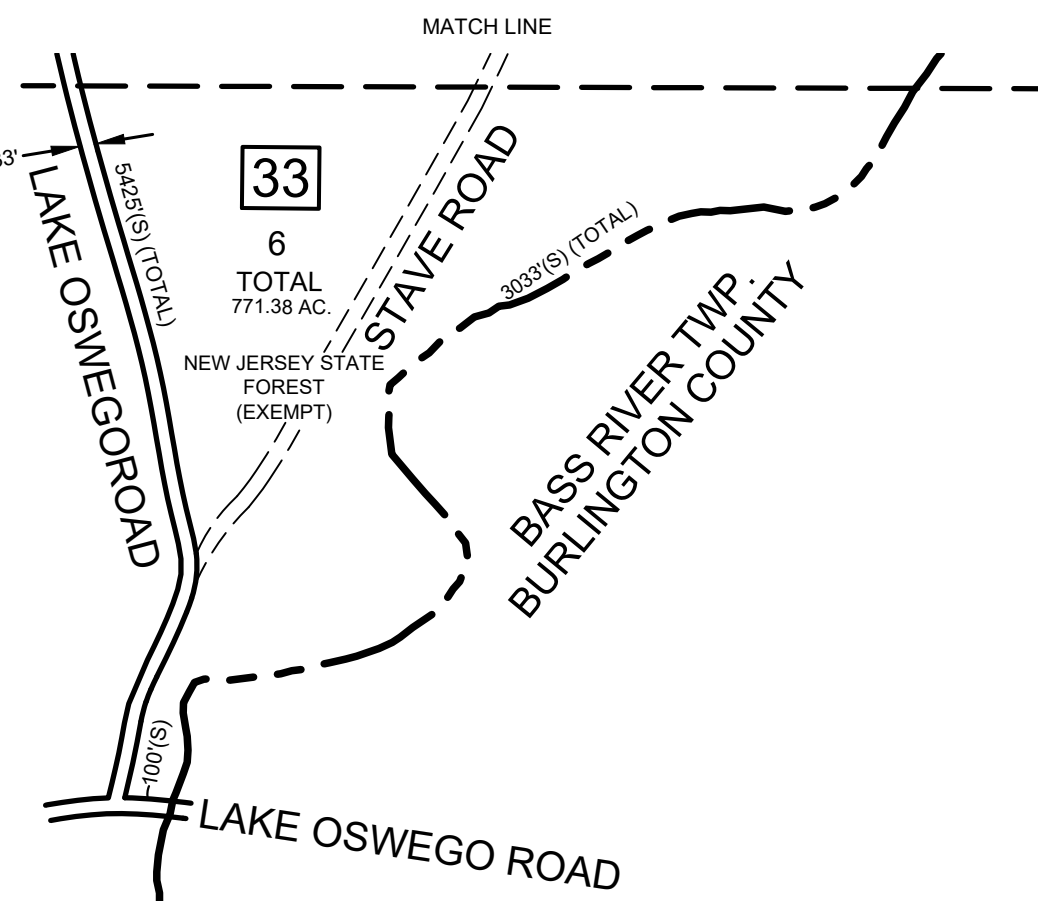 MATCH LINE
33'
LAKE OSWEGOROAD
5425'(S) (TOTAL)
33
6
TOTAL
771.38 AC.
STAVE ROAD
NEW JERSEY STATE
FOREST
(EXEMPT)
3033'(S) (TOTAL)
BASS RIVER TWP.
BURLINGTON COUNTY
100'(S)
LAKE OSWEGO ROAD